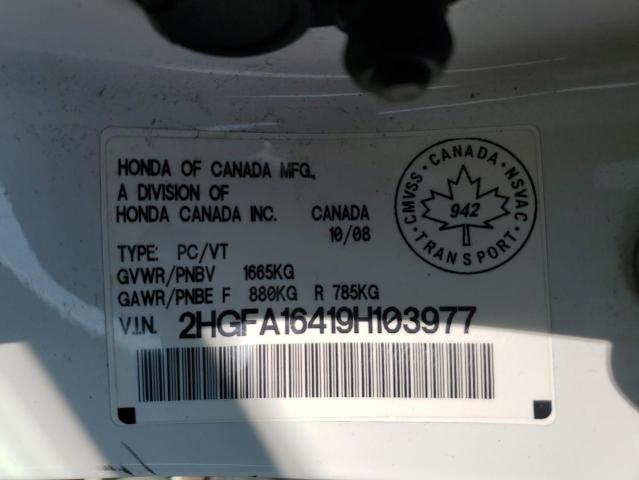 HONDA OF CANADA MFG.,
A DIVISION OF
HONDA CANADA INC. CANADA
10/08
TYPE: PC/VT
GVWR/PNBV 1665KG
GAWR/PNBE F 880KG R 785KG
V.I.N. 2HGFA16419H103977
CMVSS · CANADA · NSVAC
942
TRANSPORT